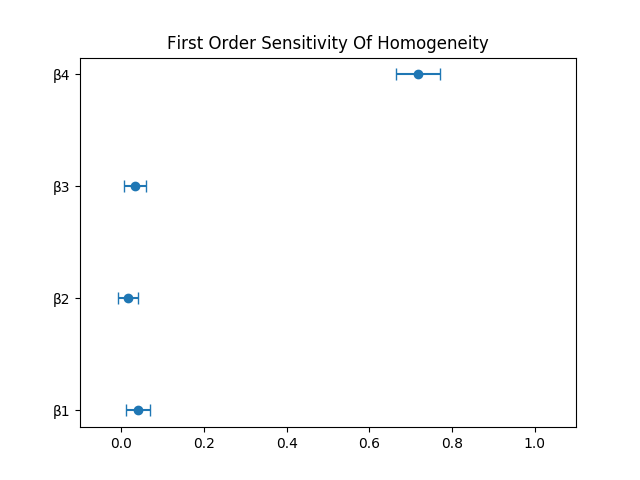 First Order Sensitivity Of Homogeneity
β4
β3
β2
β1
0.0 0.2 0.4 0.6 0.8 1.0